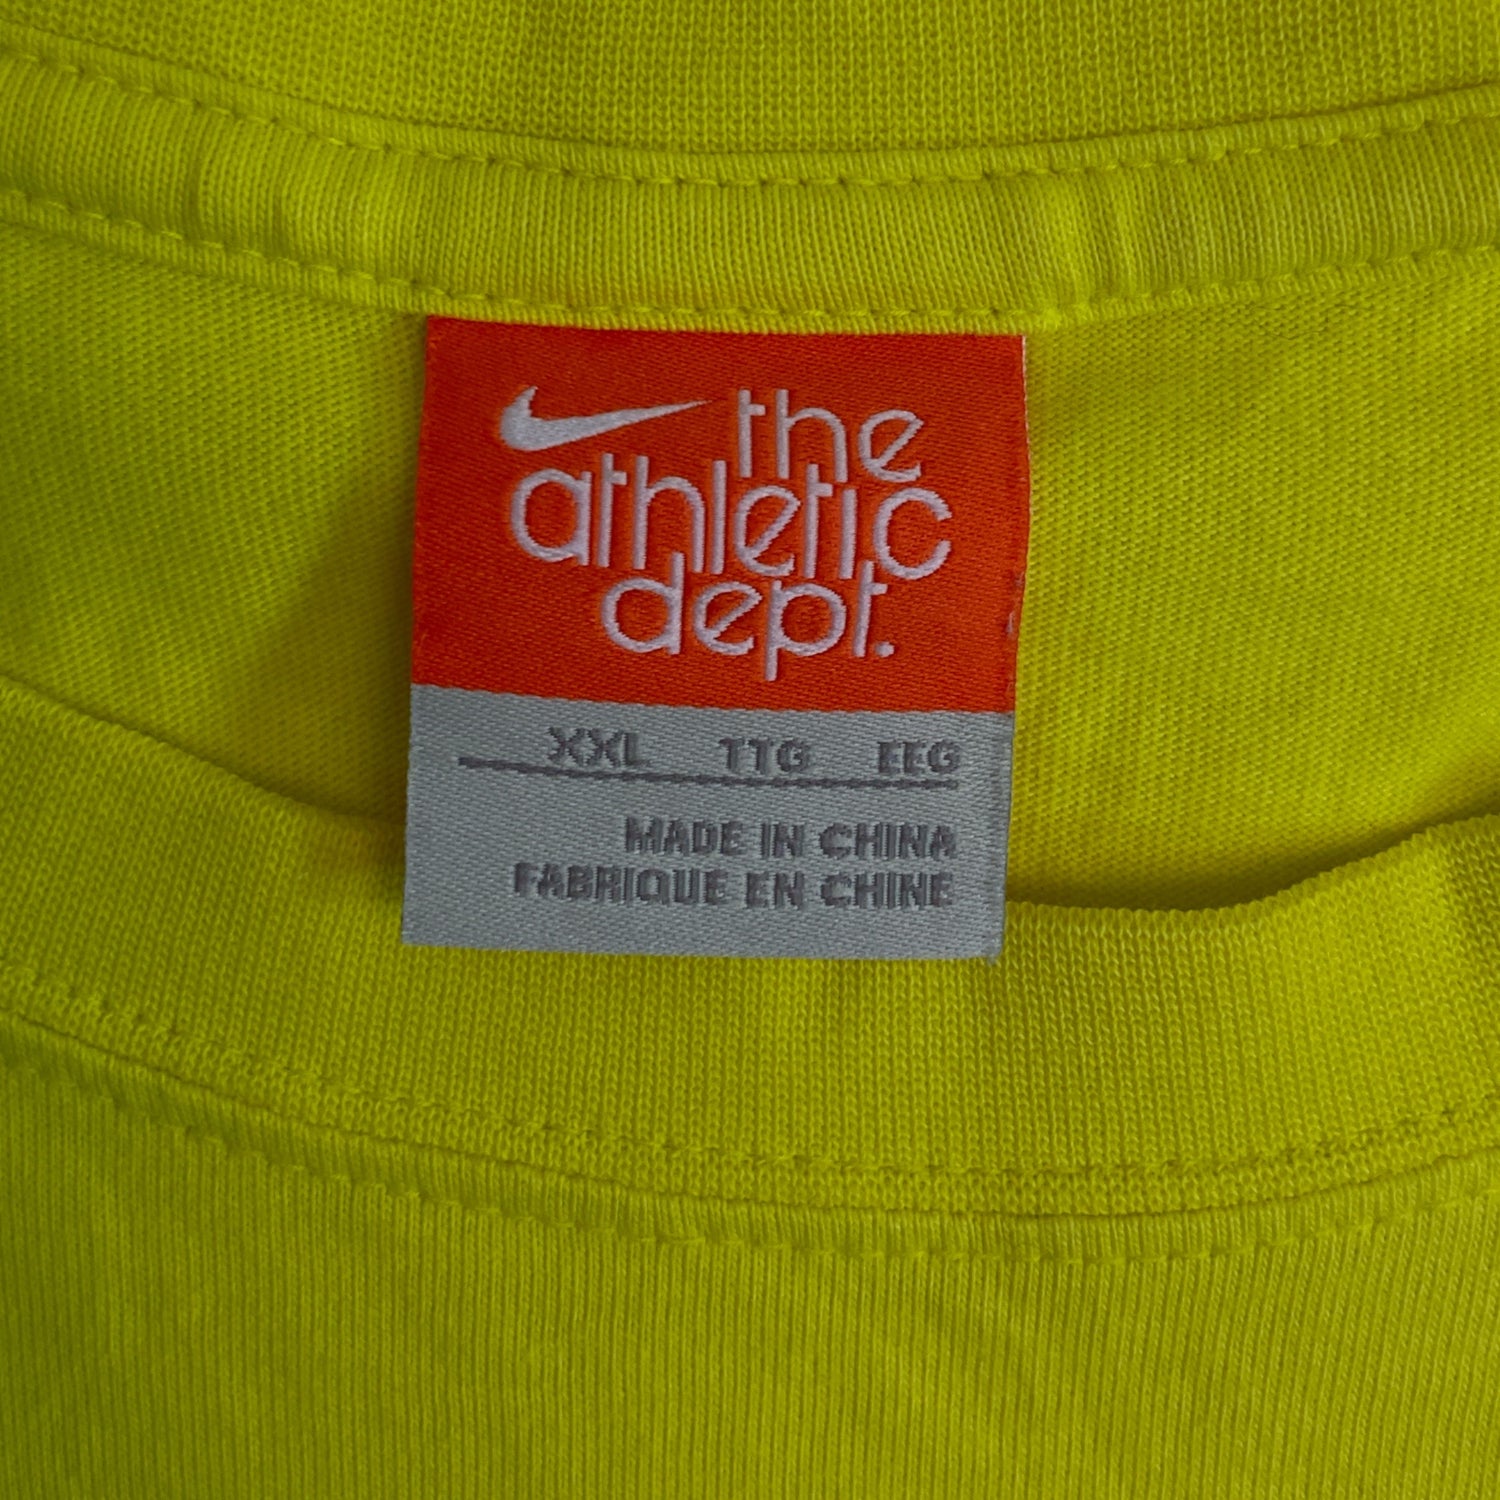 the
athletic
dept.
XXL TTG EEG
MADE IN CHINA
FABRIQUE EN CHINE